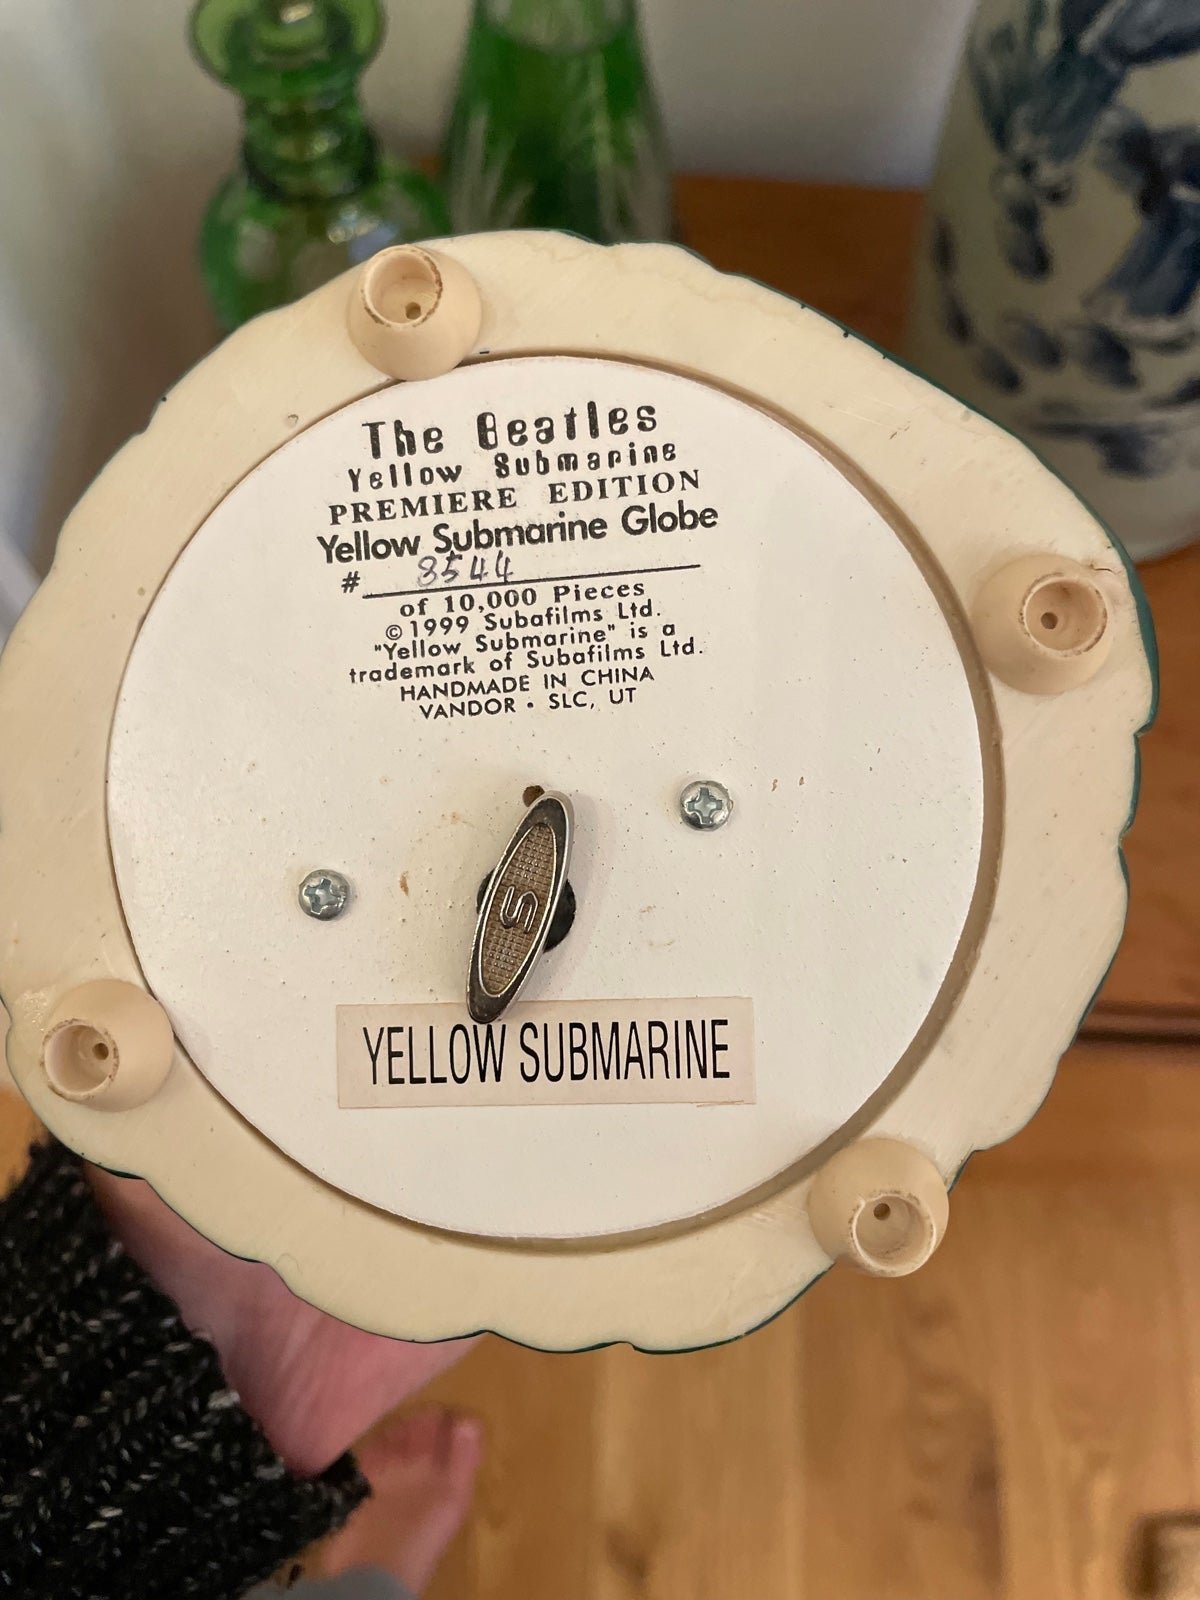 The Beatles
Yellow Submarine
PREMIERE EDITION
Yellow Submarine Globe
# 8544
of 10,000 Pieces
©1999 Subafilms Ltd.
"Yellow Submarine" is a
trademark of Subafilms Ltd.
HANDMADE IN CHINA
VANDOR • SLC, UT
S
YELLOW SUBMARINE